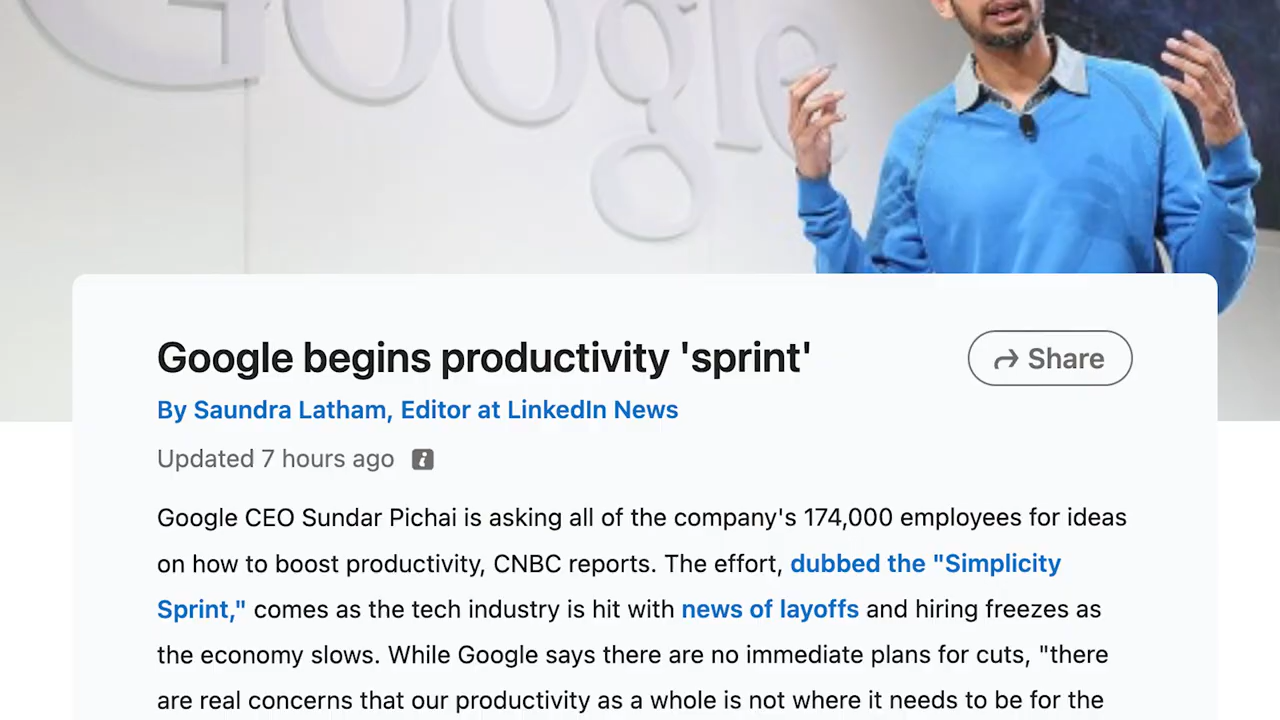 Google
Google begins productivity 'sprint'
Share
By Saundra Latham, Editor at LinkedIn News
Updated 7 hours ago
Google CEO Sundar Pichai is asking all of the company's 174,000 employees for ideas
on how to boost productivity, CNBC reports. The effort, dubbed the "Simplicity
Sprint," comes as the tech industry is hit with news of layoffs and hiring freezes as
the economy slows. While Google says there are no immediate plans for cuts, "there
are real concerns that our productivity as a whole is not where it needs to be for the